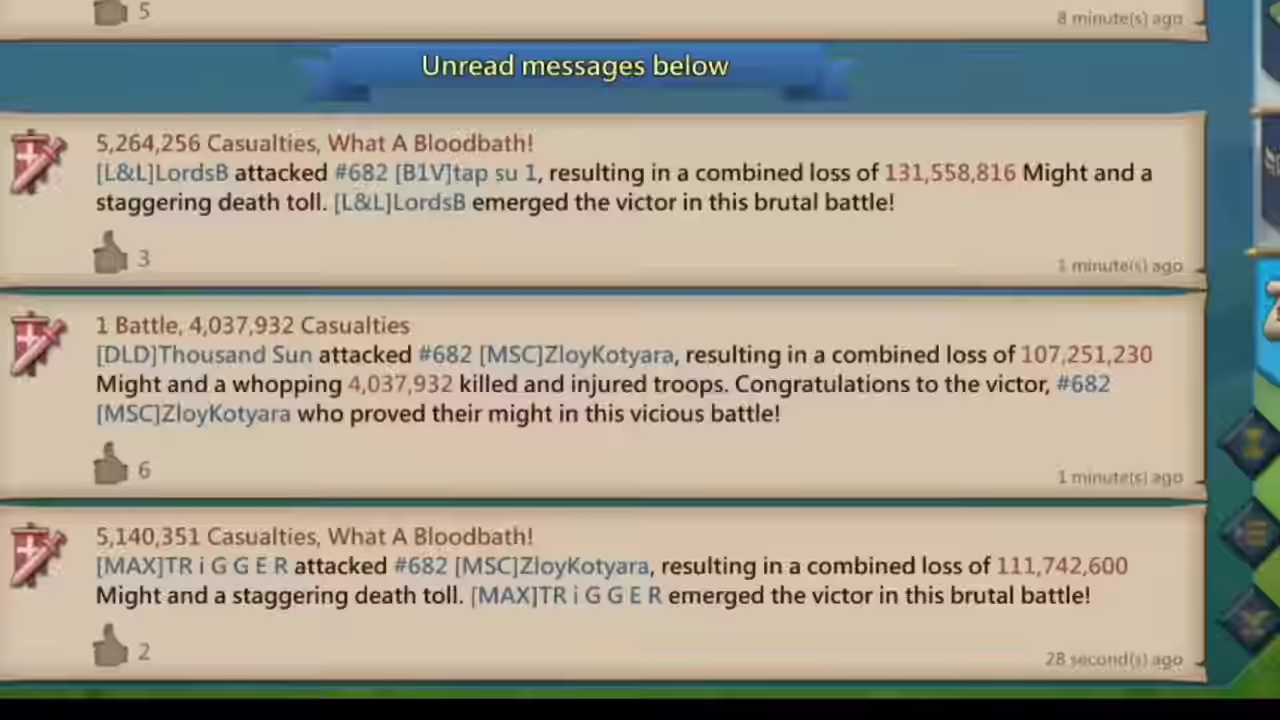 5
8 minute(s) ago
Unread messages below
5,264,256 Casualties, What A Bloodbath!
[L&L]LordsB attacked #682 [B1V]tap su 1, resulting in a combined loss of 131,558,816 Might and a
staggering death toll. [L&L]LordsB emerged the victor in this brutal battle!
3
1 minute(s) ago
1 Battle, 4,037,932 Casualties
[DLD]Thousand Sun attacked #682 [MSC]ZloyKotyara, resulting in a combined loss of 107,251,230
Might and a whopping 4,037,932 killed and injured troops. Congratulations to the victor, #682
[MSC]ZloyKotyara who proved their might in this vicious battle!
6
1 minute(s) ago
5,140,351 Casualties, What A Bloodbath!
[MAX]TR i G G E R attacked #682 [MSC]ZloyKotyara, resulting in a combined loss of 111,742,600
Might and a staggering death toll. [MAX]TR i G G E R emerged the victor in this brutal battle!
2
28 second(s) ago